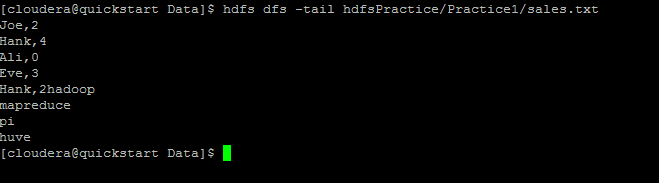 [cloudera@quickstart Data]$ hdfs dfs -tail hdfsPractice/Practice1/sales.txt
Joe,2
Hank,4
Ali,0
Eve,3
Hank,2hadoop
mapreduce
pi
huve
[cloudera@quickstart Data]$